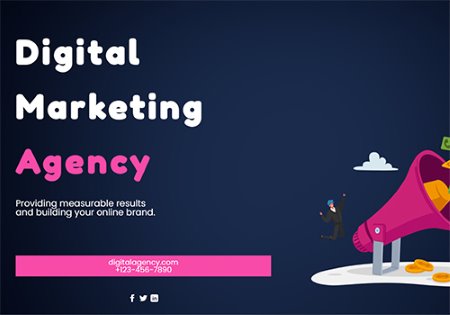 Digital
Marketing
Agency
Providing measurable results
and building your online brand.
digitalagency.com
+123-456-7890